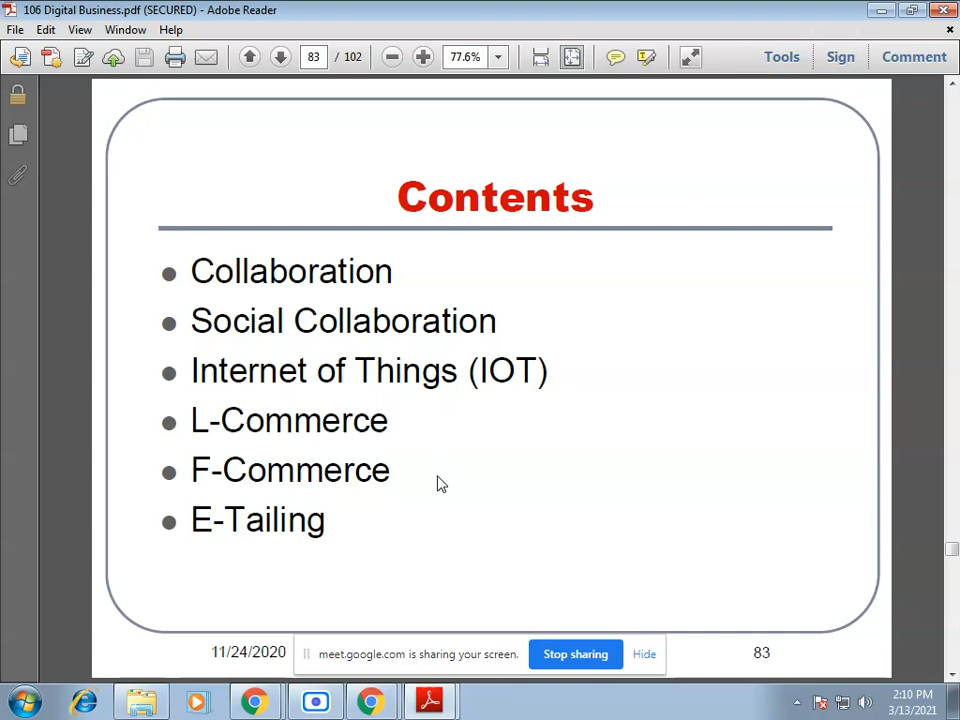 106 Digital Business.pdf (SECURED) - Adobe Reader
File Edit View Window Help
83 / 102 77.6% Tools Sign Comment
Contents
Collaboration
Social Collaboration
Internet of Things (IOT)
L-Commerce
F-Commerce
E-Tailing
11/24/2020 83
meet.google.com is sharing your screen. Stop sharing Hide
2:10 PM
3/13/2021